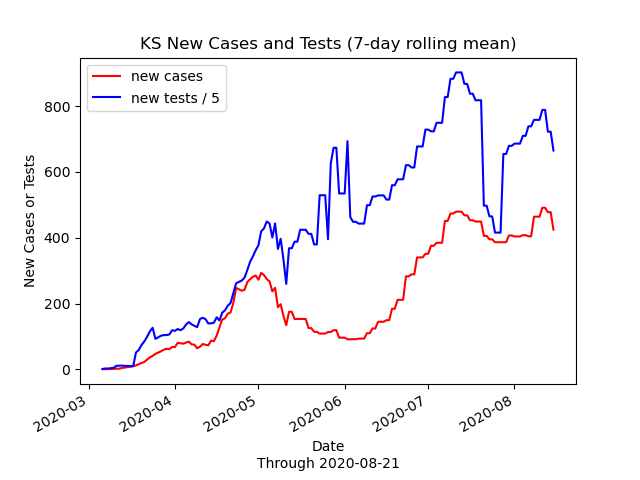 KS New Cases and Tests (7-day rolling mean)
new cases
new tests / 5
New Cases or Tests
800
600
400
200
0
2020-03
2020-04
2020-05
2020-06
2020-07
2020-08
Date
Through 2020-08-21